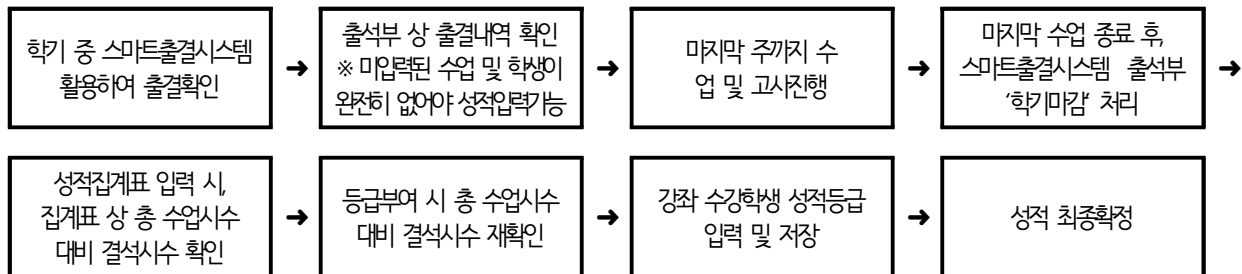 학기 중 스마트출결시스템
활용하여 출결확인
➜
출석부 상 출결내역 확인
※ 미입력된 수업 및 학생이
완전히 없어야 성적입력가능
➜
마지막 주까지 수
업 및 고사진행
➜
마지막 수업 종료 후,
스마트출결시스템 출석부
‘학기마감‘ 처리
➜
성적집계표 입력 시,
집계표 상 총 수업시수
대비 결석시수 확인
➜
등급부여 시 총 수업시수
대비 결석시수 재확인
➜
강좌 수강학생 성적등급
입력 및 저장
➜
성적 최종확정